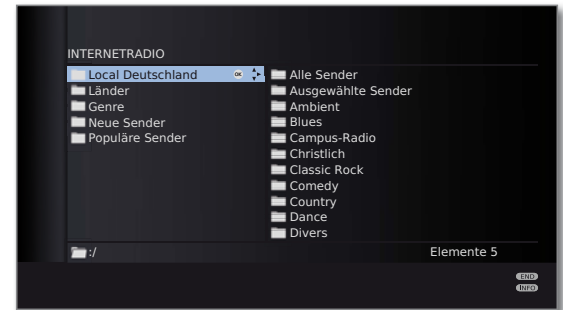 INTERNETRADIO
Local Deutschland OK
Länder
Genre
Neue Sender
Populäre Sender
Alle Sender
Ausgewählte Sender
Ambient
Blues
Campus-Radio
Christlich
Classic Rock
Comedy
Country
Dance
Divers
:/
Elemente 5
END
INFO